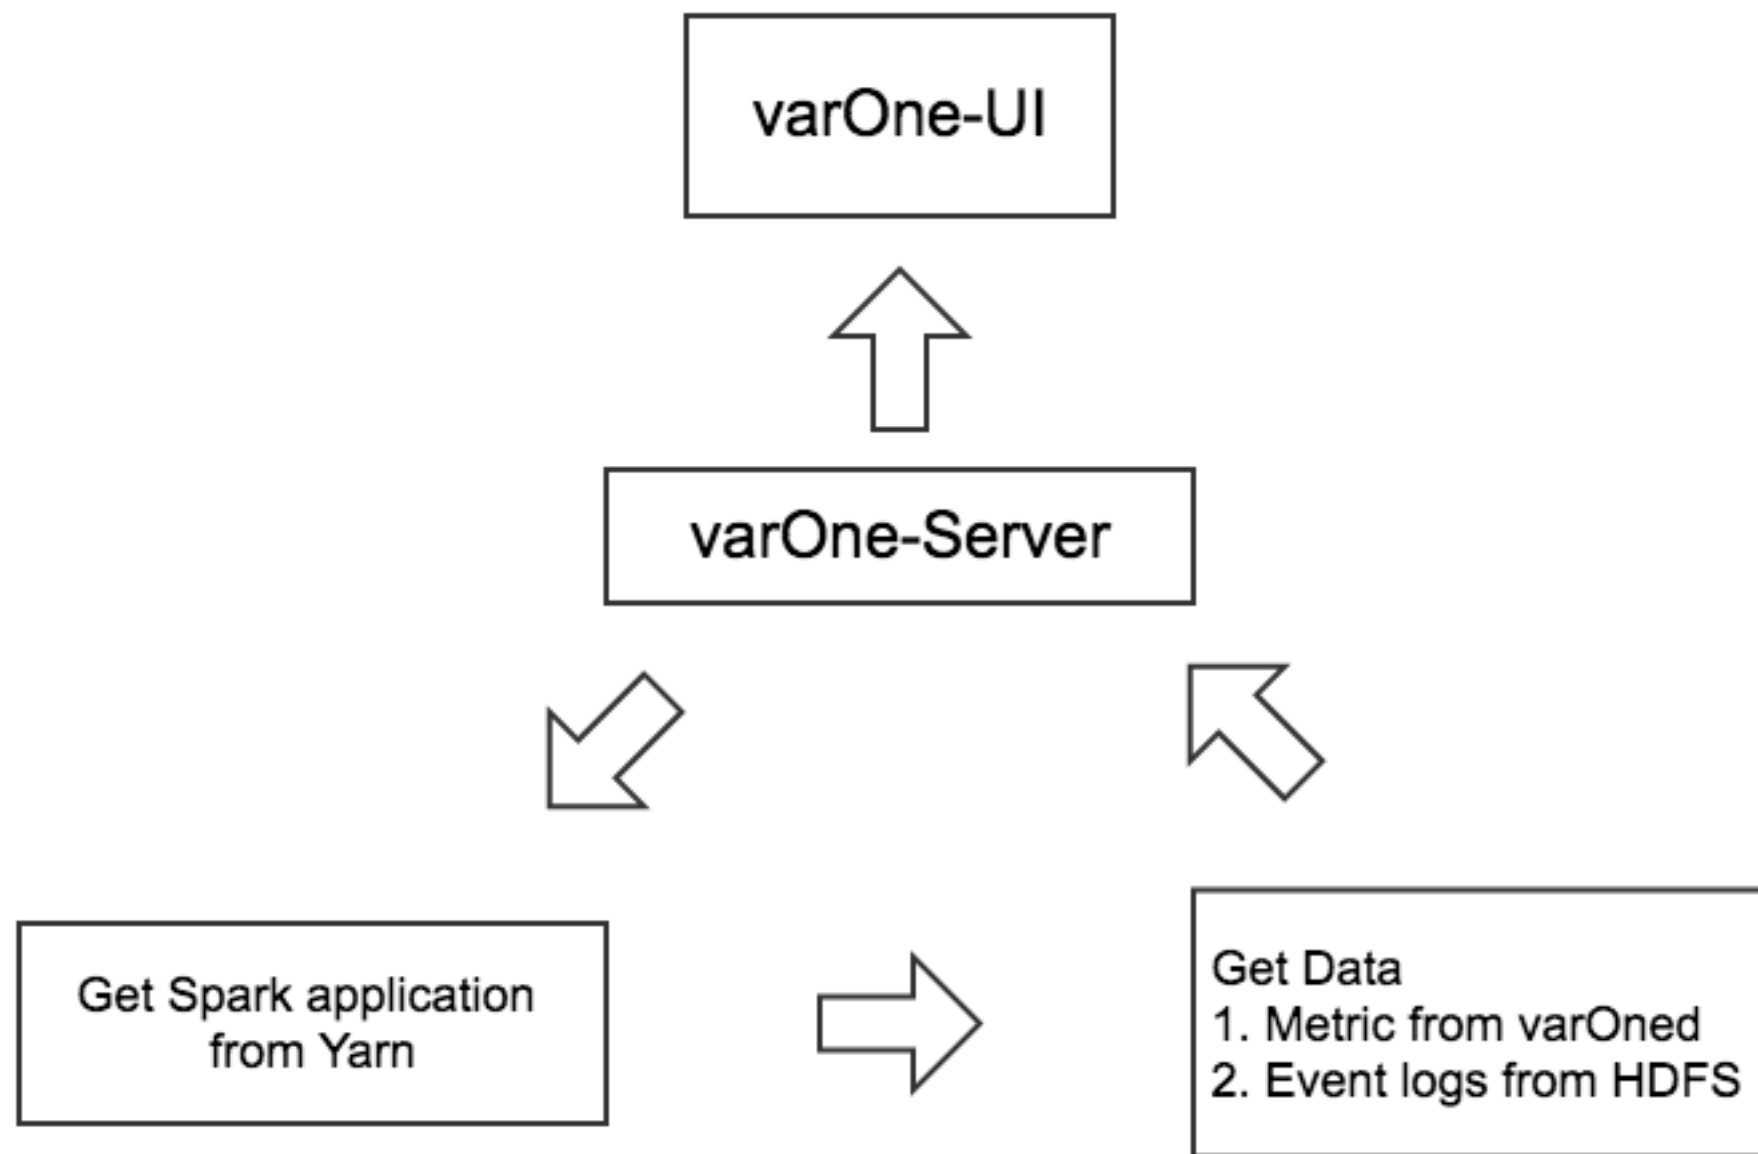 varOne-UI
varOne-Server
Get Spark application
from Yarn
Get Data
1. Metric from varOned
2. Event logs from HDFS